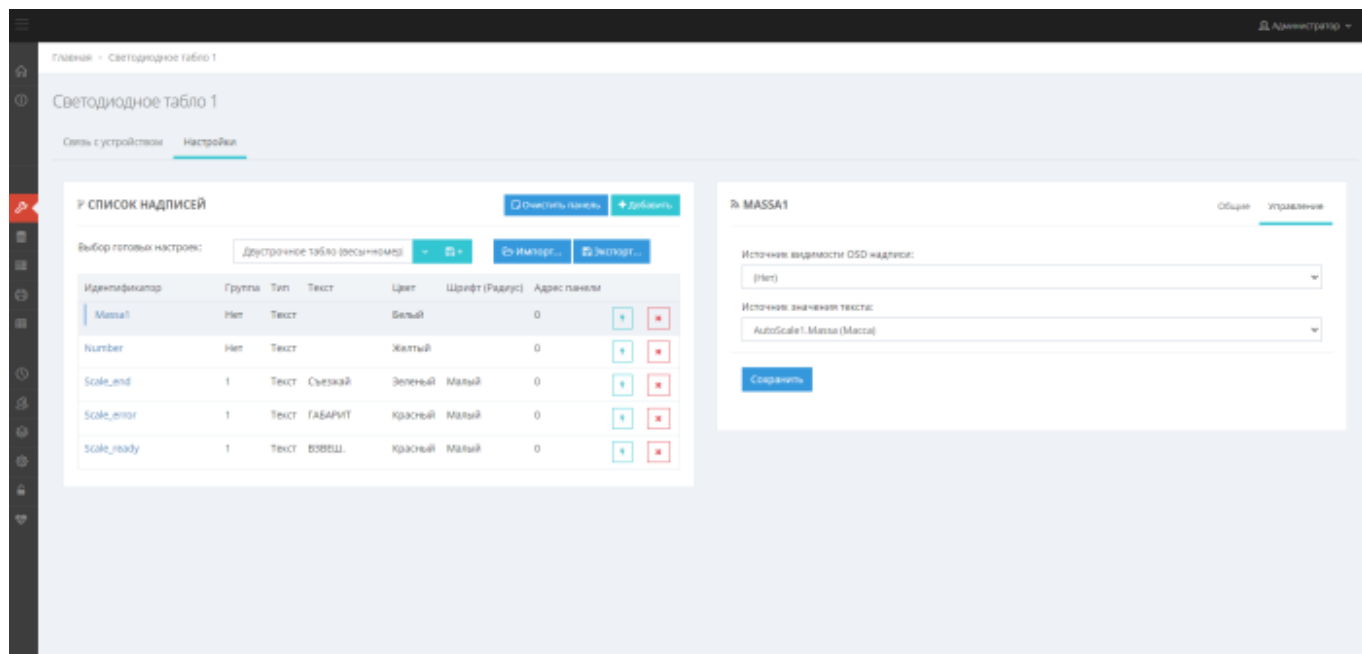 Администратор
Главная - Светодиодное табло 1
Светодиодное табло 1
Связь с устройством Настройки
СПИСОК НАДПИСЕЙ
Очистить панель
Добавить
Выбор готовых настроек:
Двустрочное табло (весы+номер)
Импорт...
Экспорт...
Идентификатор Группа Тип Текст Цвет Шрифт (Радиус) Адрес панели
Massa1 Нет Текст Белый 0
Number Нет Текст Желтый 0
Scale_end 1 Текст Съезжай Зеленый Малый 0
Scale_error 1 Текст ГАБАРИТ Красный Малый 0
Scale_ready 1 Текст ВЗВЕШ. Красный Малый 0
MASSA1
Общие Управление
Источник видимости OSD надписи:
(Нет)
Источник значения текста:
AutoScale1.Massa (Масса)
Сохранить